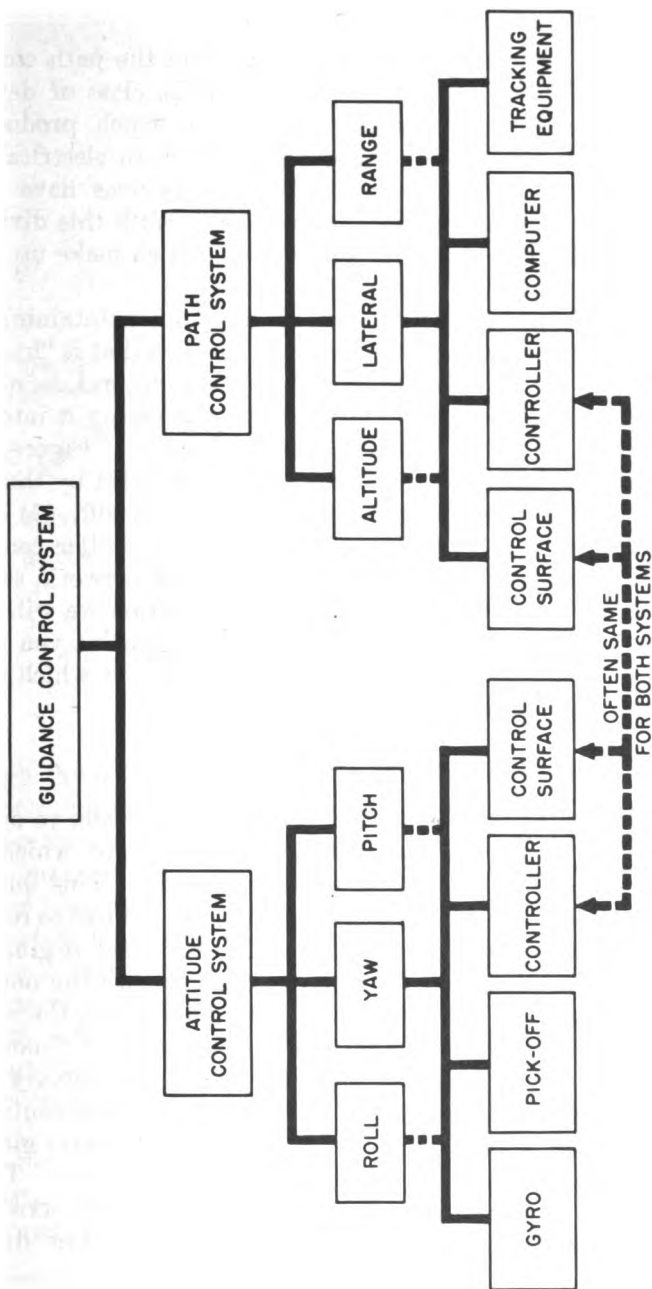 GUIDANCE CONTROL SYSTEM
ATTITUDE
CONTROL SYSTEM
PATH
CONTROL SYSTEM
ROLL
YAW
PITCH
ALTITUDE
LATERAL
RANGE
GYRO
PICK-OFF
CONTROLLER
CONTROL
SURFACE
CONTROL
SURFACE
CONTROLLER
COMPUTER
TRACKING
EQUIPMENT
OFTEN SAME
FOR BOTH SYSTEMS